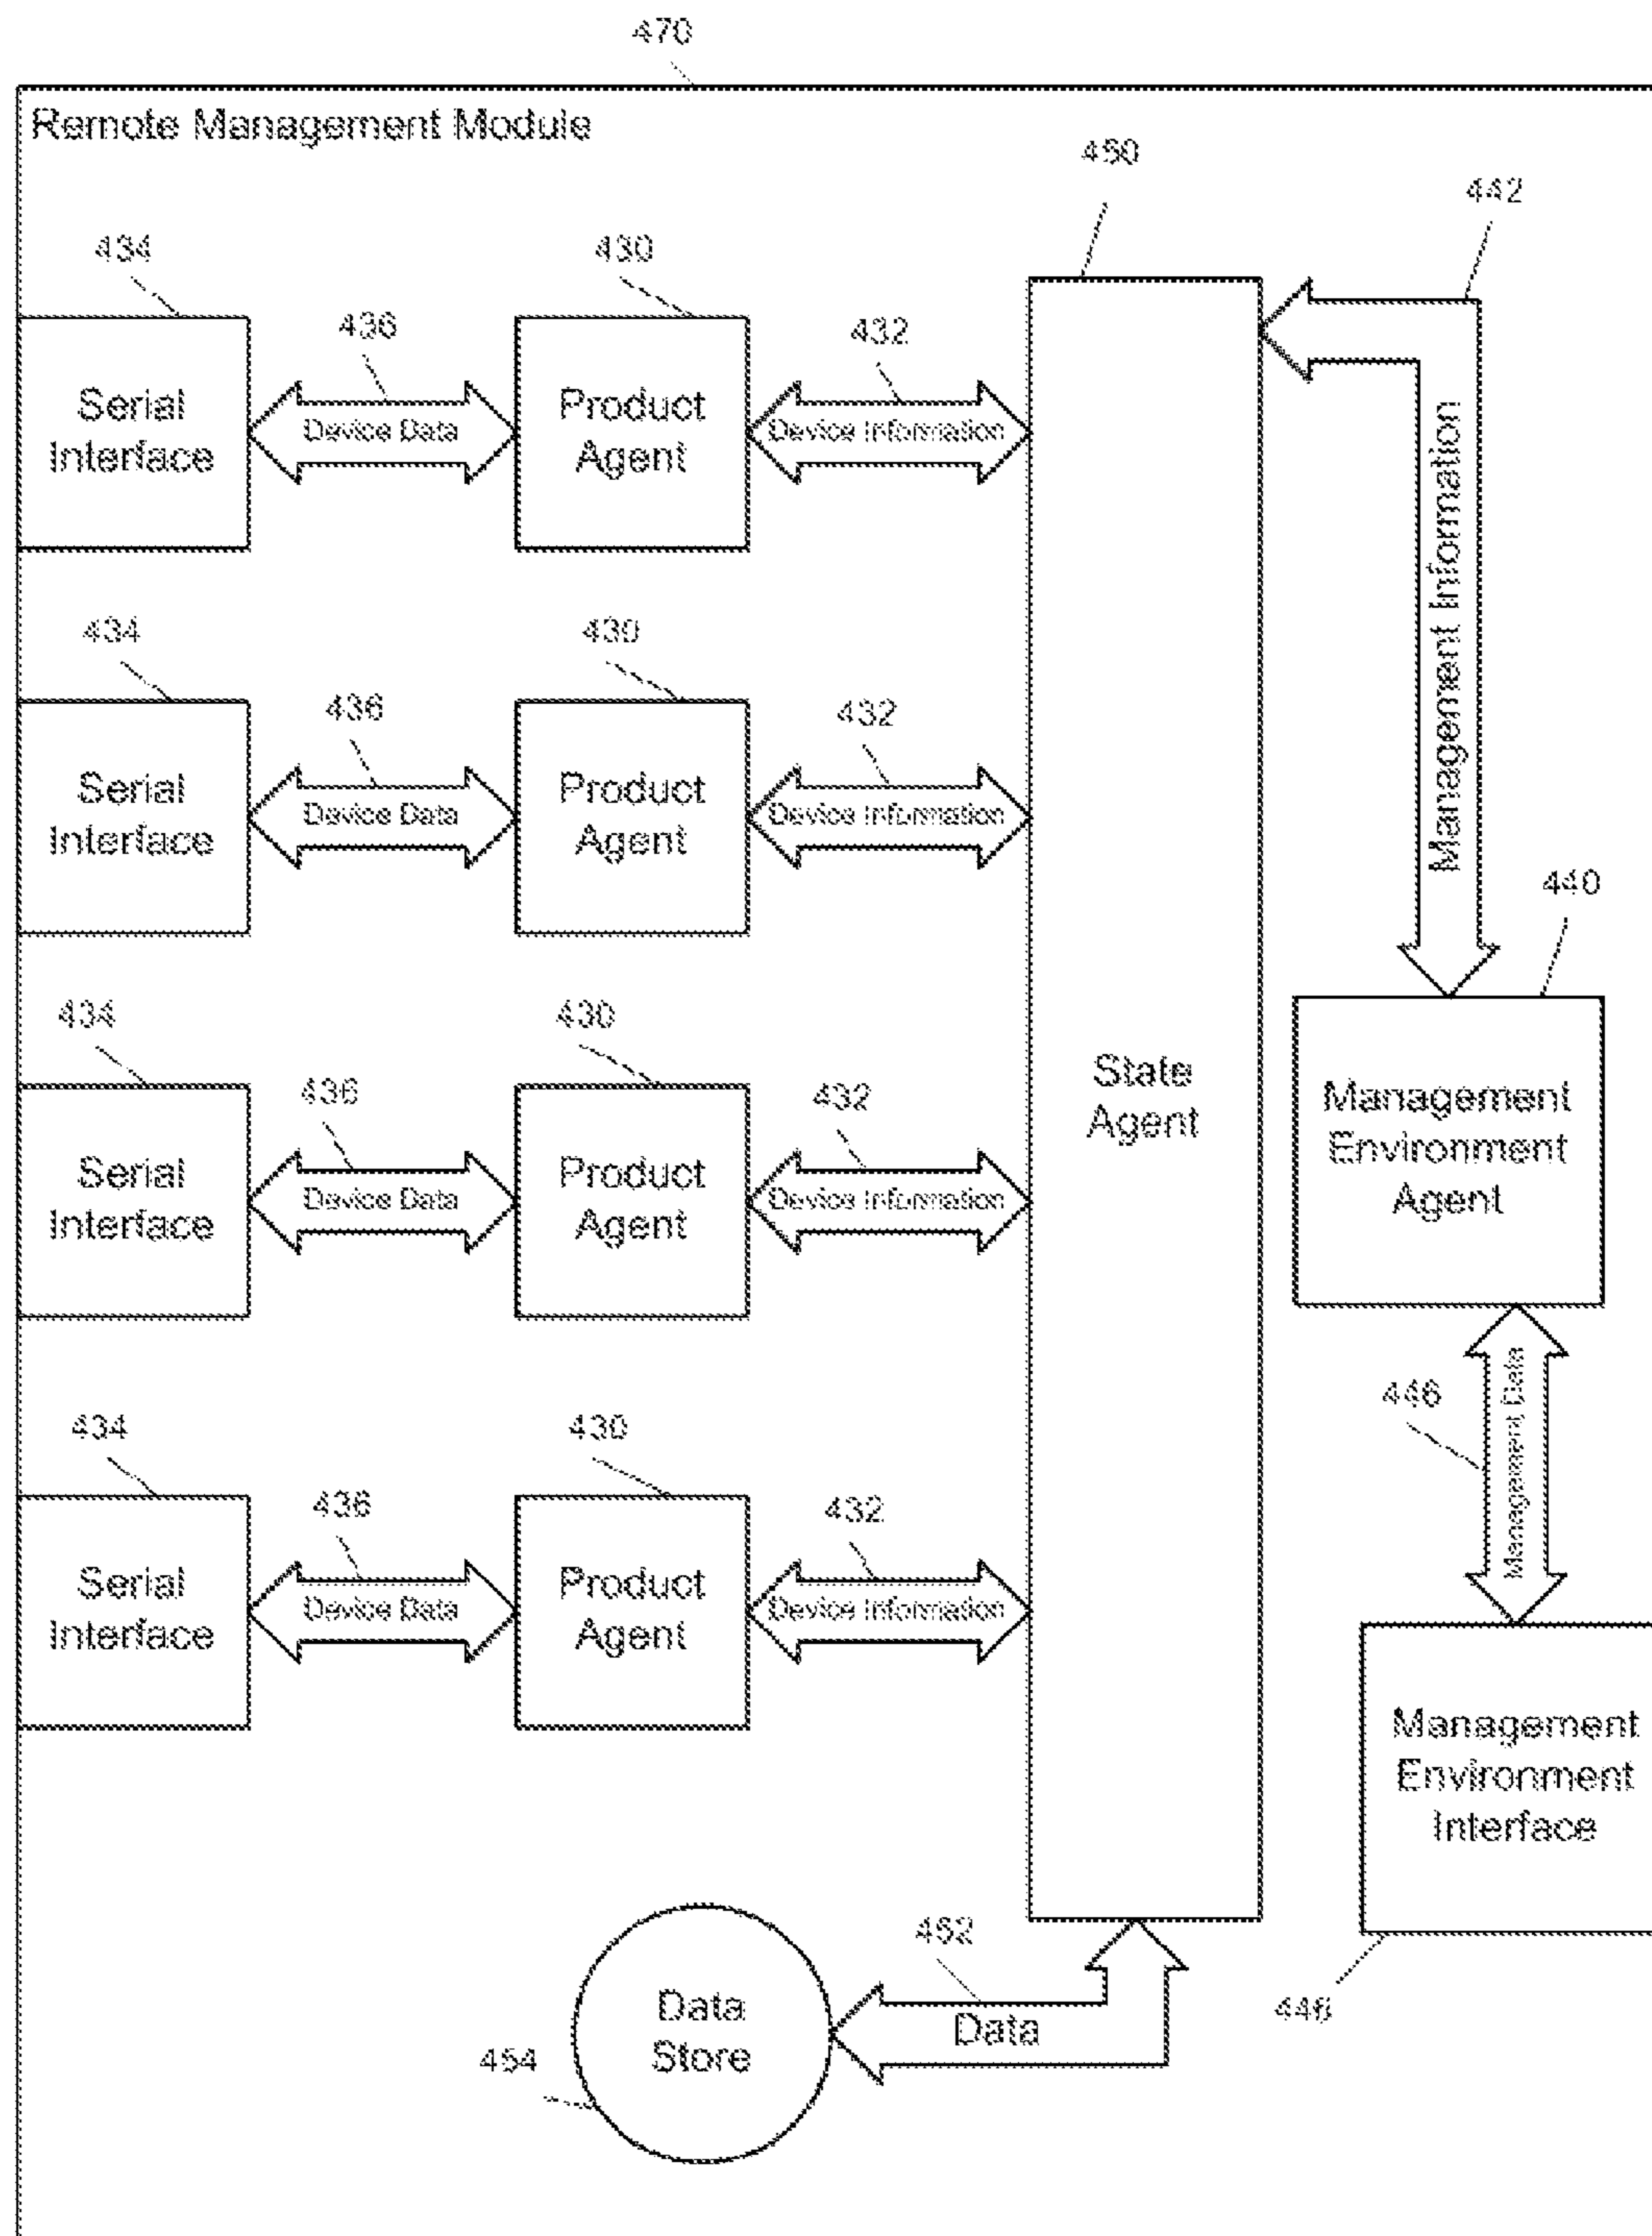 470
Remote Management Module
450
442
434
430
436
432
Serial
Interface
Device Data
Product
Agent
Device Information
Management Information
434
430
436
432
Serial
Interface
Device Data
Product
Agent
Device Information
440
434
430
436
432
Serial
Interface
Device Data
Product
Agent
Device Information
State
Agent
Management
Environment
Agent
446
Management Data
434
430
436
432
Serial
Interface
Device Data
Product
Agent
Device Information
Management
Environment
Interface
446
452
Data
Data
Store
454